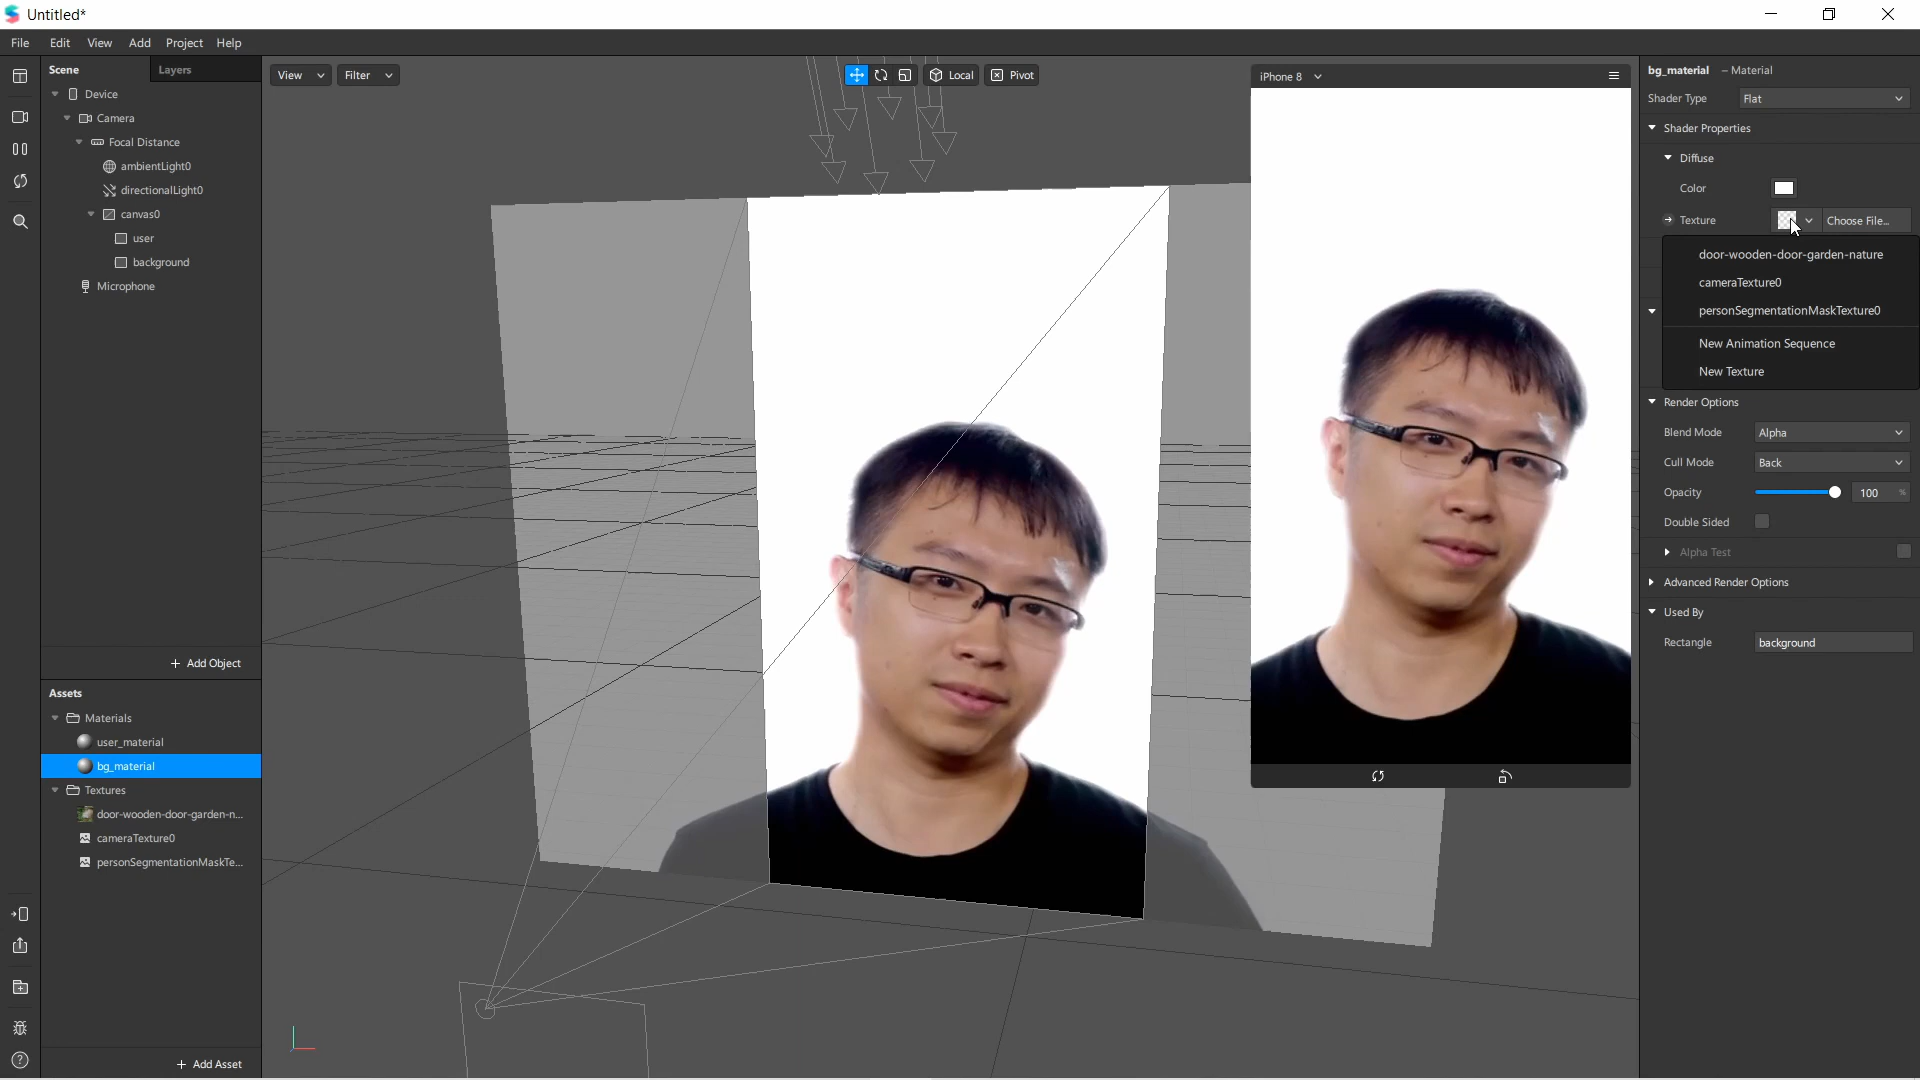 Untitled*
File Edit View Add Project Help
Scene
Layers
Device
Camera
Focal Distance
ambientLight0
directionalLight0
canvas0
user
background
Microphone
+ Add Object
Assets
Materials
user_material
bg_material
Textures
door-wooden-door-garden-n...
cameraTexture0
personSegmentationMaskTe...
+ Add Asset
View
Filter
Local
Pivot
iPhone 8
bg_material – Material
Shader Type Flat
Shader Properties
Diffuse
Color
Texture Choose File...
door-wooden-door-garden-nature
cameraTexture0
personSegmentationMaskTexture0
New Animation Sequence
New Texture
Render Options
Blend Mode Alpha
Cull Mode Back
Opacity 100 %
Double Sided
Alpha Test
Advanced Render Options
Used By
Rectangle background